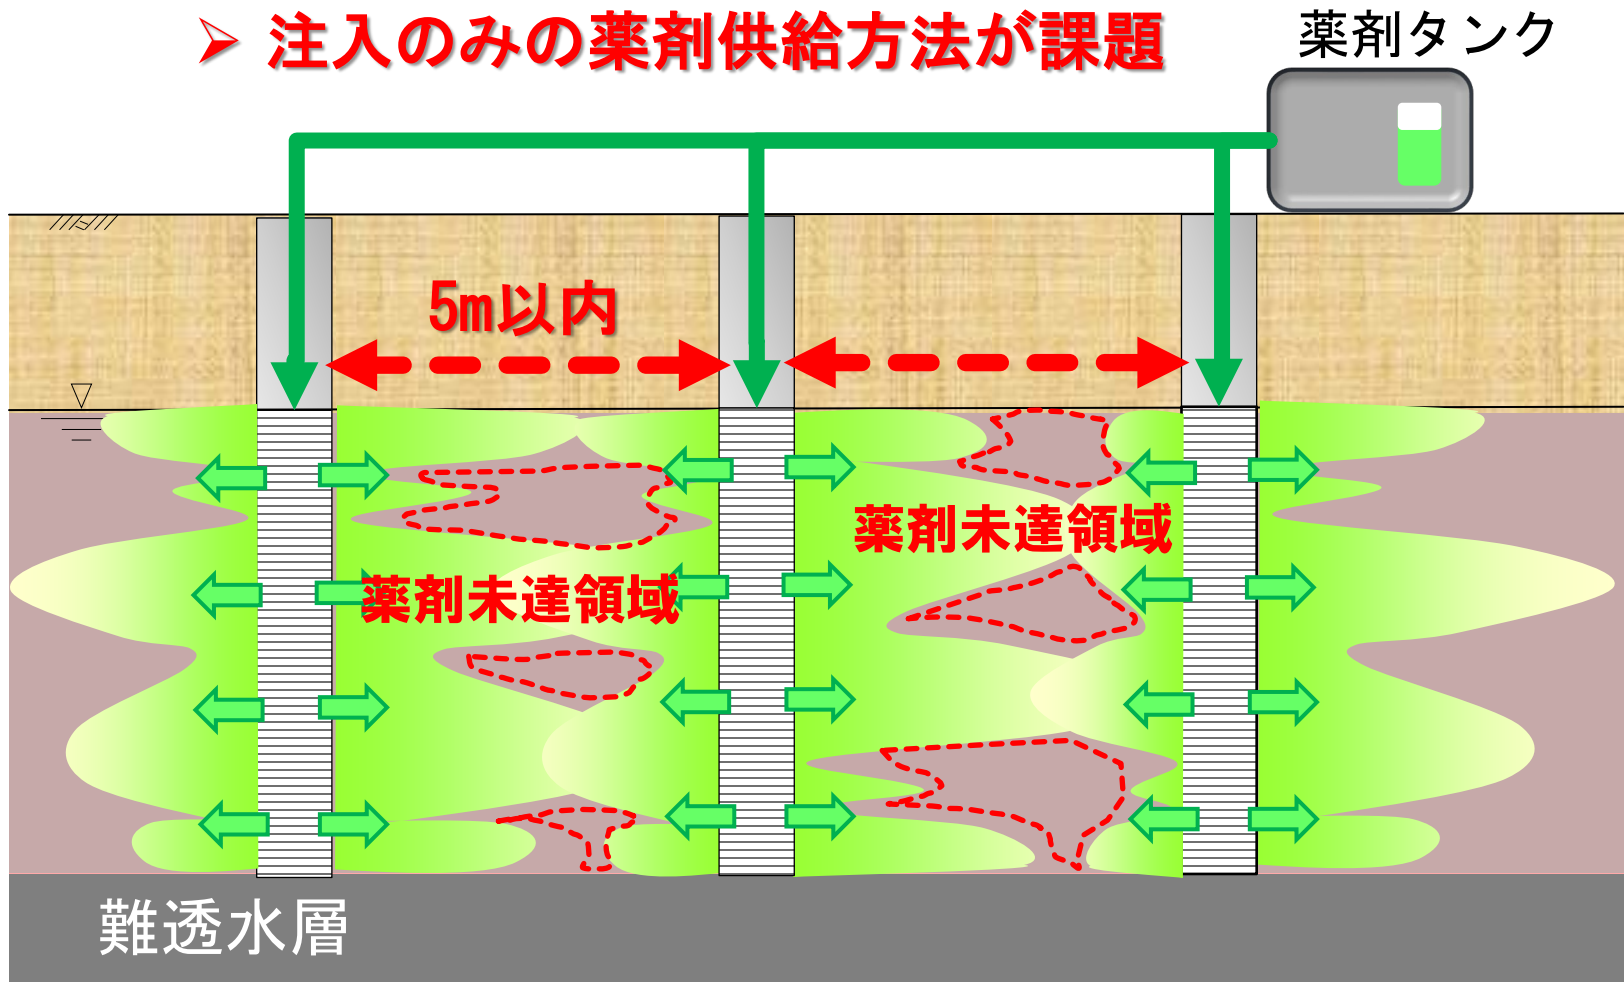 ➢ 注入のみの薬剤供給方法が課題
薬剤タンク
5m以内
薬剤未達領域
薬剤未達領域
難透水層